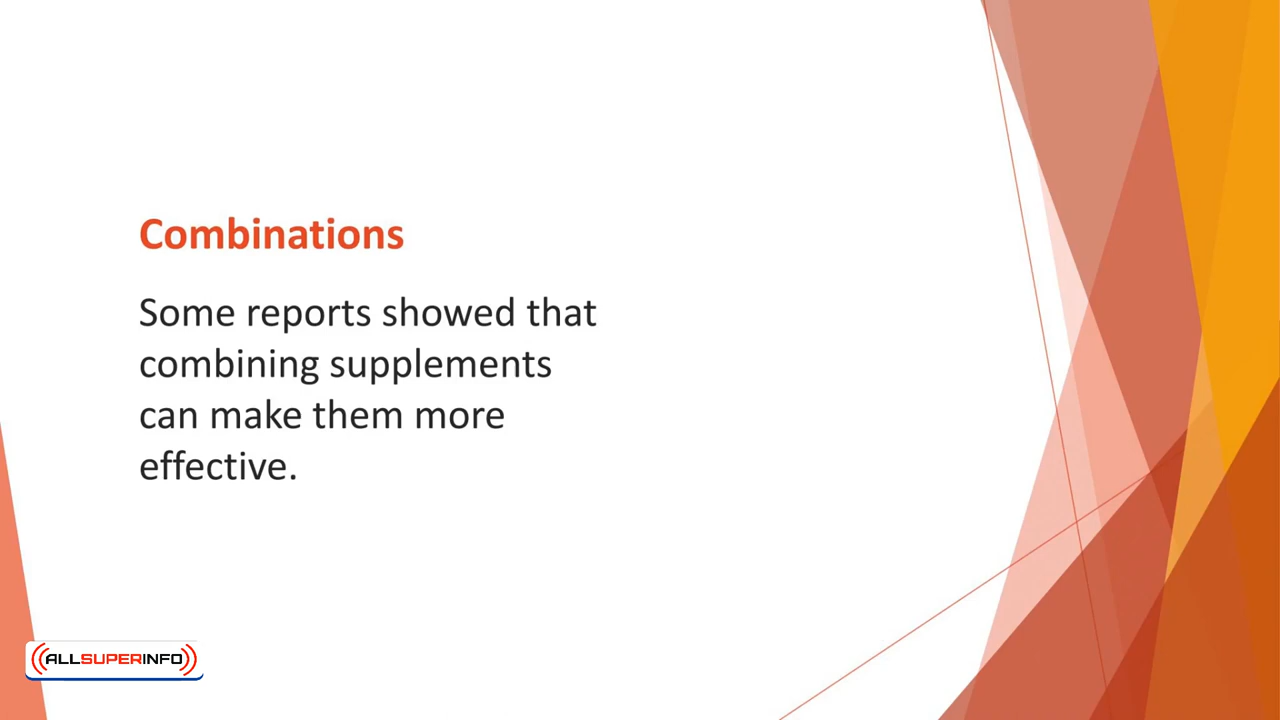 Combinations
Some reports showed that
combining supplements
can make them more
effective.
ALLSUPERINFO